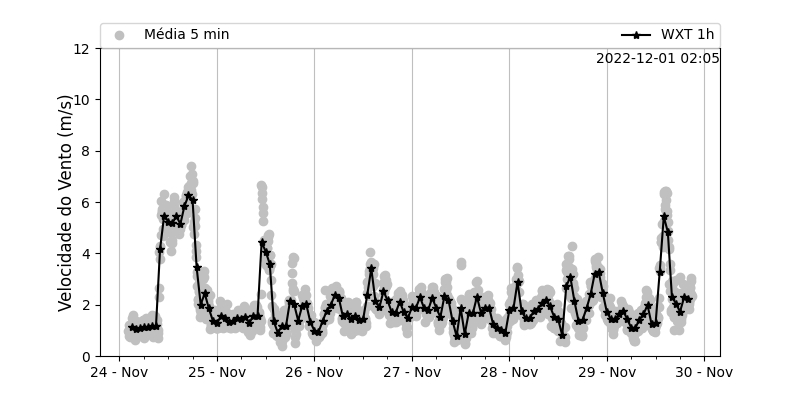 Média 5 min
WXT 1h
2022-12-01 02:05
Velocidade do Vento (m/s)
12
10
8
6
4
2
0
24 - Nov
25 - Nov
26 - Nov
27 - Nov
28 - Nov
29 - Nov
30 - Nov